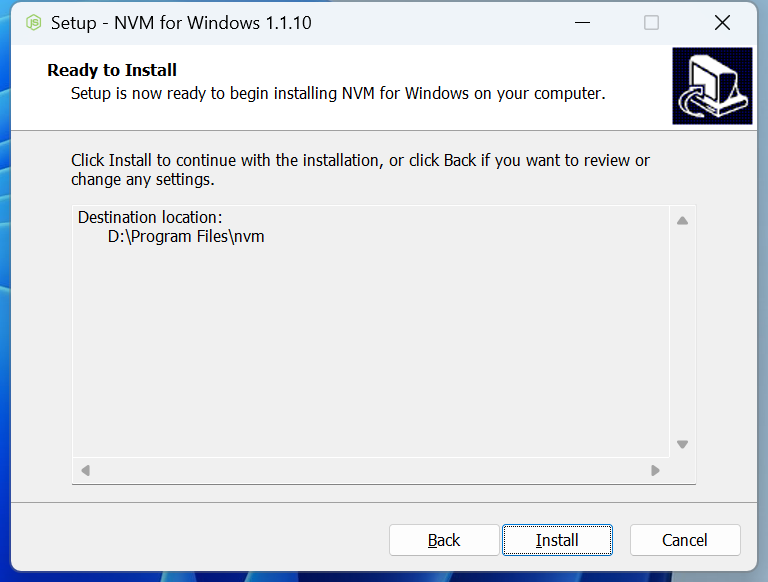 Setup - NVM for Windows 1.1.10
Ready to Install
Setup is now ready to begin installing NVM for Windows on your computer.
Click Install to continue with the installation, or click Back if you want to review or
change any settings.
Destination location:
D:\Program Files\nvm
Back
Install
Cancel